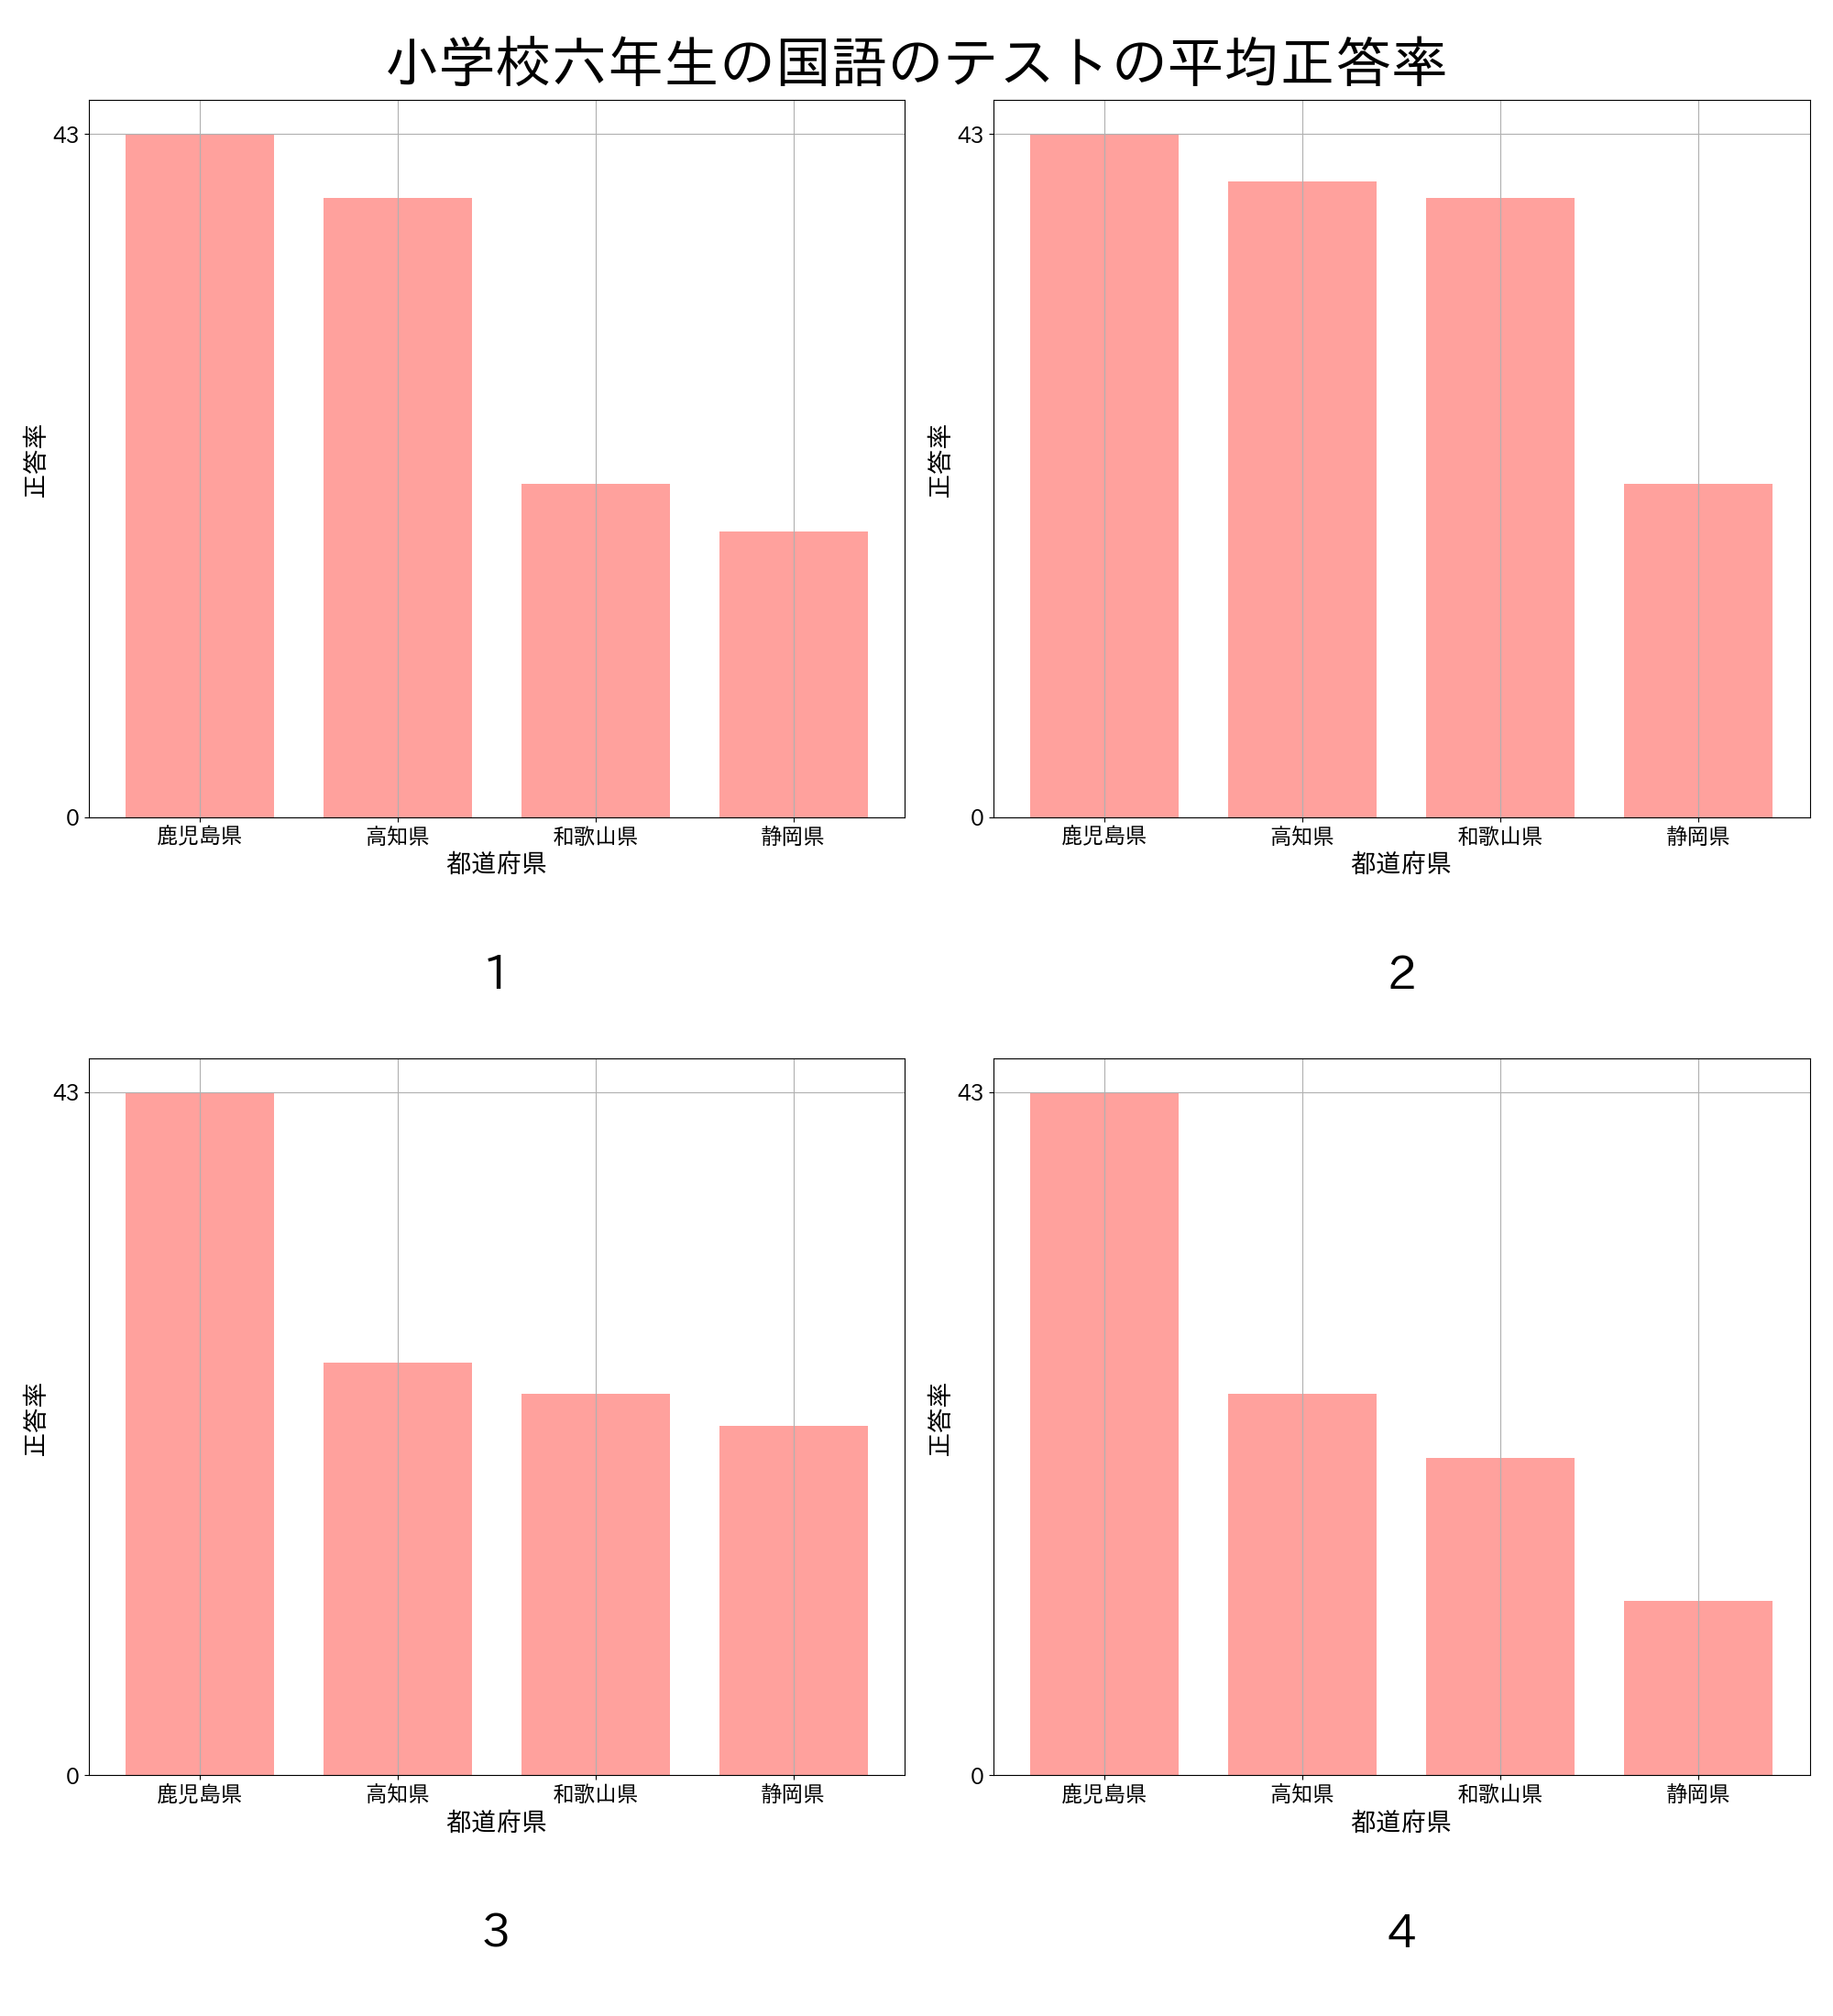 小学校六年生の国語のテストの平均正答率
43
正答率
0
鹿児島県 高知県 和歌山県 静岡県
都道府県
1
43
正答率
0
鹿児島県 高知県 和歌山県 静岡県
都道府県
2
43
正答率
0
鹿児島県 高知県 和歌山県 静岡県
都道府県
3
43
正答率
0
鹿児島県 高知県 和歌山県 静岡県
都道府県
4